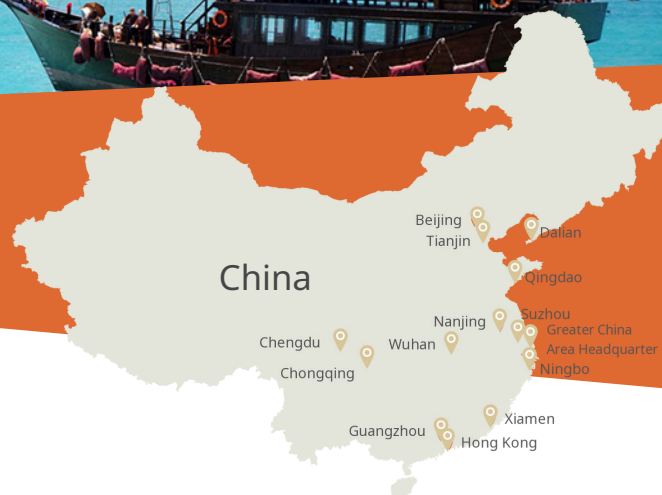 Beijing
Dalian
Tianjin
China
Qingdao
Suzhou
Nanjing
Greater China
Area Headquarter
Chengdu
Wuhan
Ningbo
Chongqing
Xiamen
Guangzhou
Hong Kong